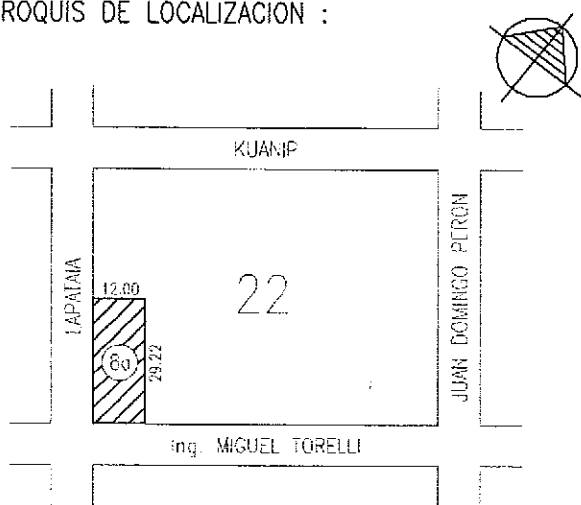 ROQUIS DE LOCALIZACION :
KUANIP
LAPATAIA
JUAN DOMINGO PERON
12.00
22
8a
29.22
Ing. MIGUEL TORELLI